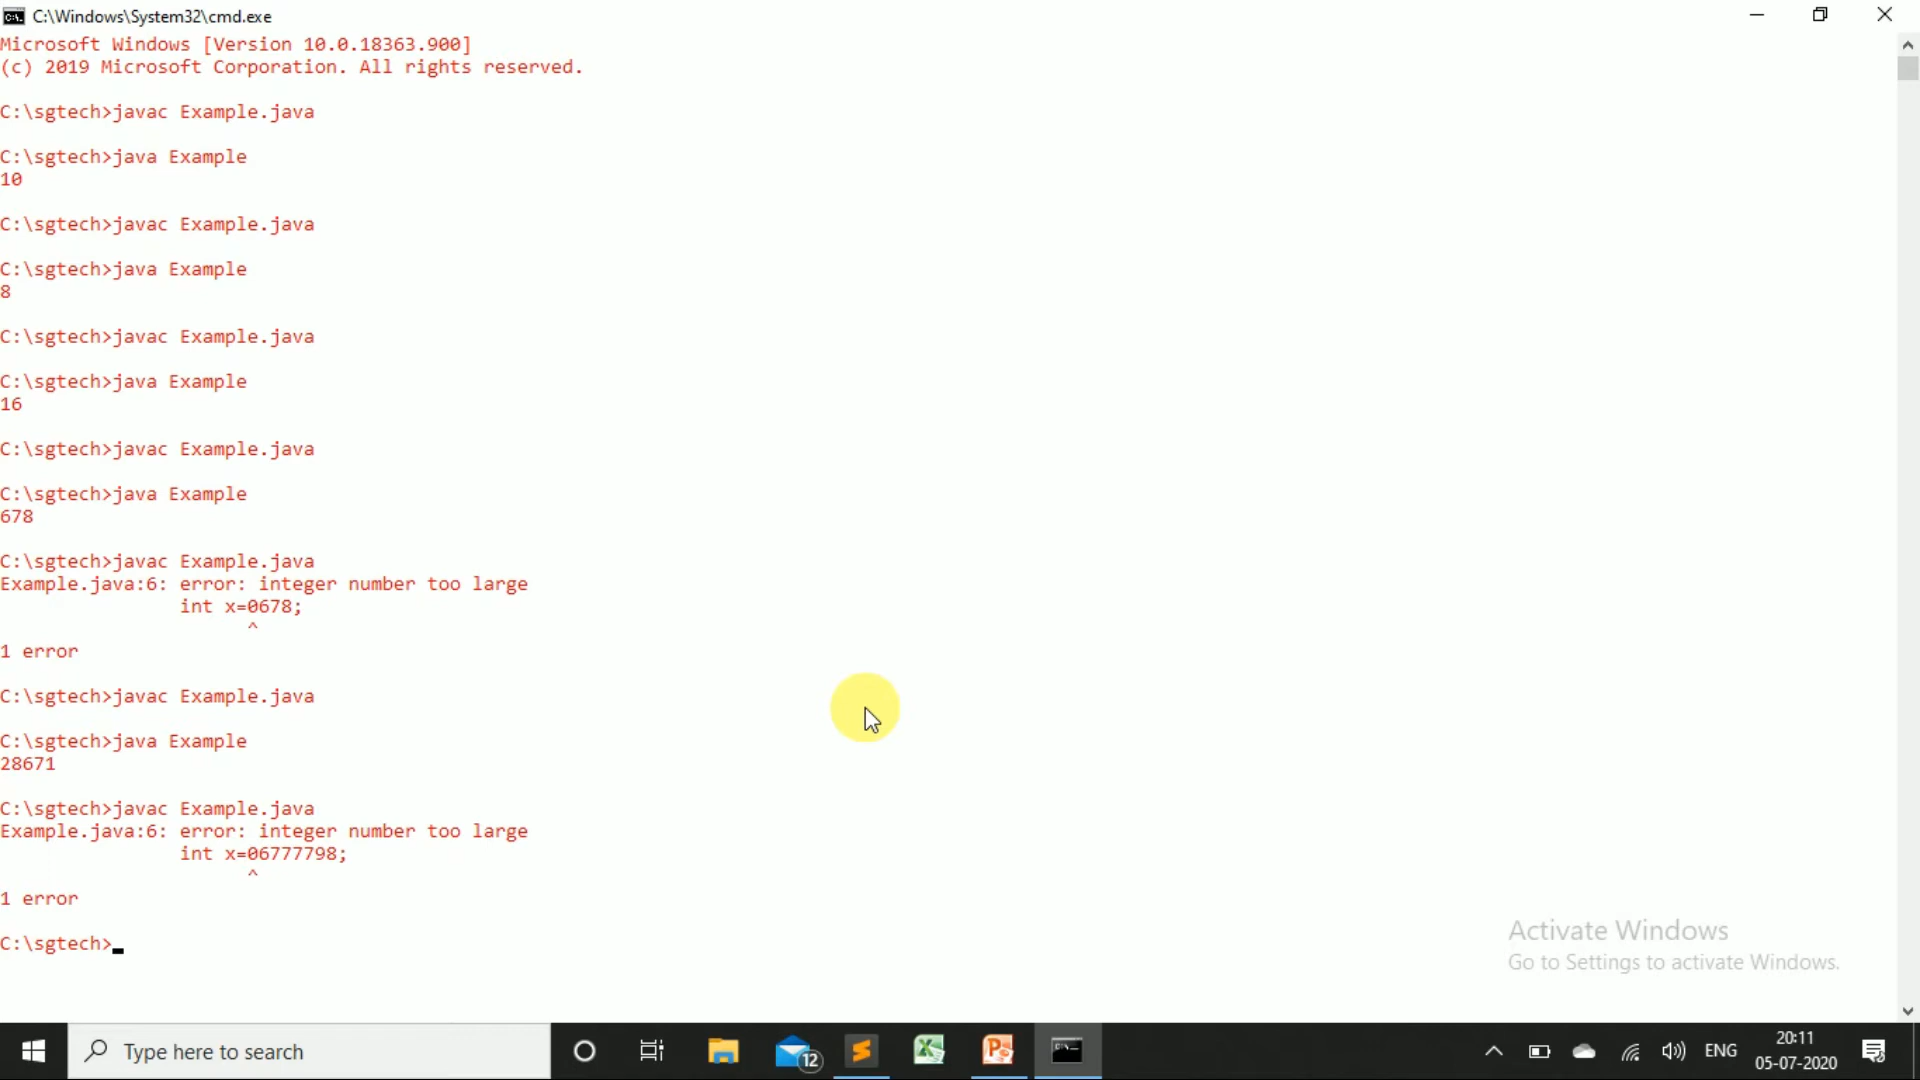 C:\Windows\System32\cmd.exe
Microsoft Windows [Version 10.0.18363.900]
(c) 2019 Microsoft Corporation. All rights reserved.
C:\sgtech>javac Example.java
C:\sgtech>java Example
10
C:\sgtech>javac Example.java
C:\sgtech>java Example
8
C:\sgtech>javac Example.java
C:\sgtech>java Example
16
C:\sgtech>javac Example.java
C:\sgtech>java Example
678
C:\sgtech>javac Example.java
Example.java:6: error: integer number too large
int x=0678;
^
1 error
C:\sgtech>javac Example.java
C:\sgtech>java Example
28671
C:\sgtech>javac Example.java
Example.java:6: error: integer number too large
int x=06777798;
^
1 error
C:\sgtech>
Activate Windows
Go to Settings to activate Windows.
Type here to search
12
ENG
20:11
05-07-2020